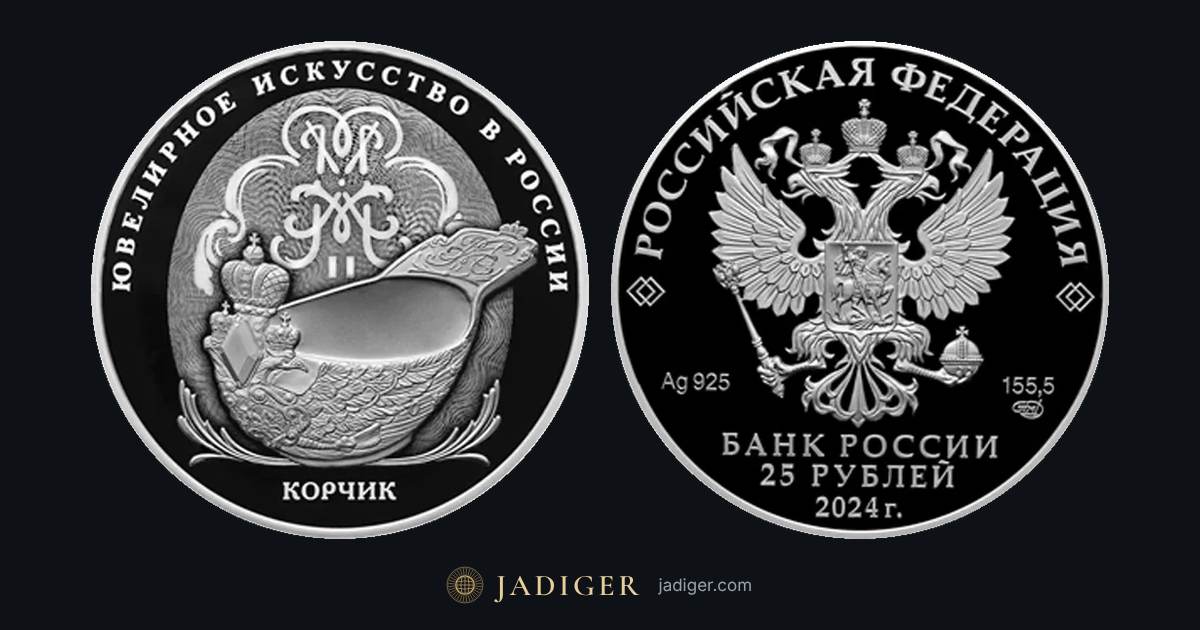 ЮВЕЛИРНОЕ ИСКУССТВО В РОССИИ
КОРЧИК
РОССИЙСКАЯ ФЕДЕРАЦИЯ
Ag 925
155,5
БАНК РОССИИ
25 РУБЛЕЙ
2024 г.
JADIGER
jadiger.com